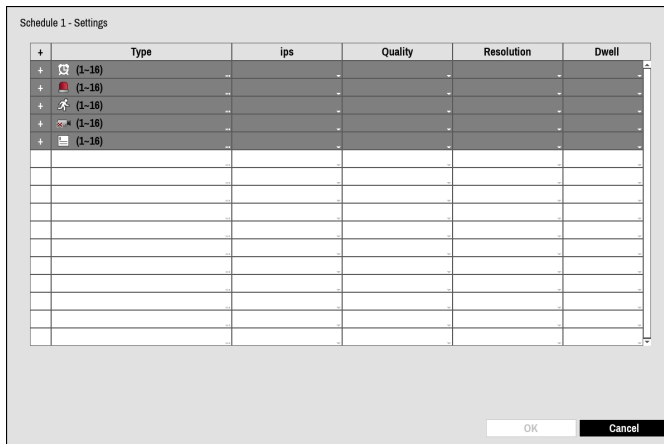 Schedule 1 - Settings
+ Type ips Quality Resolution Dwell
+ (1~16)
+ (1~16)
+ (1~16)
+ (1~16)
+ (1~16)
OK Cancel